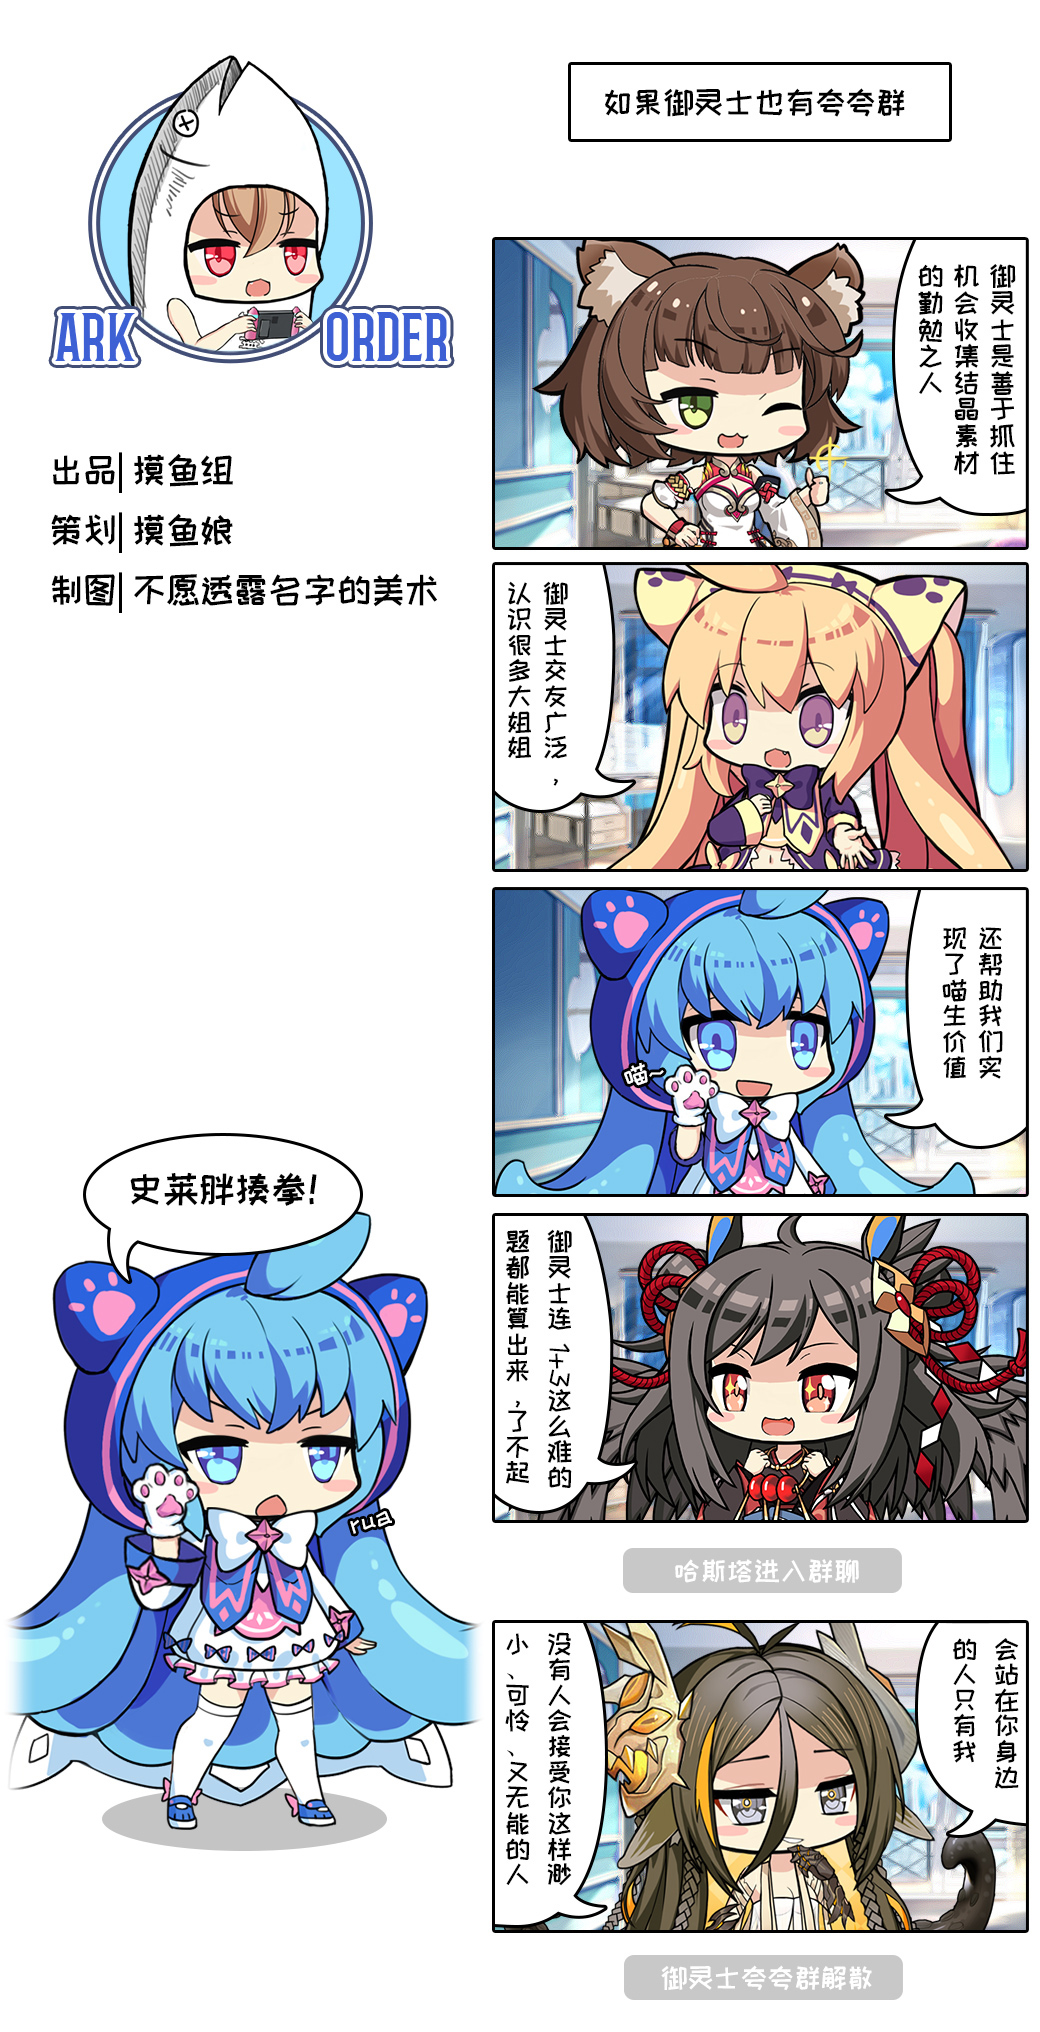 ARK ORDER
出品|摸鱼组
策划|摸鱼娘
制图|不愿透露名字的美术
如果御灵士也有夸夸群
御灵士是善于抓住
机会收集结晶素材
的勤勉之人
御灵士交友广泛，
认识很多大姐姐
还帮助我们实
现了喵生价值
喵~
御灵士连1+3这么难的
题都能算出来，了不起
哈斯塔进入群聊
会站在你身边
的人只有我
没有人会接受你这样渺
小、可怜、又无能的人
御灵士夸夸群解散
史莱胖揍拳!
rua